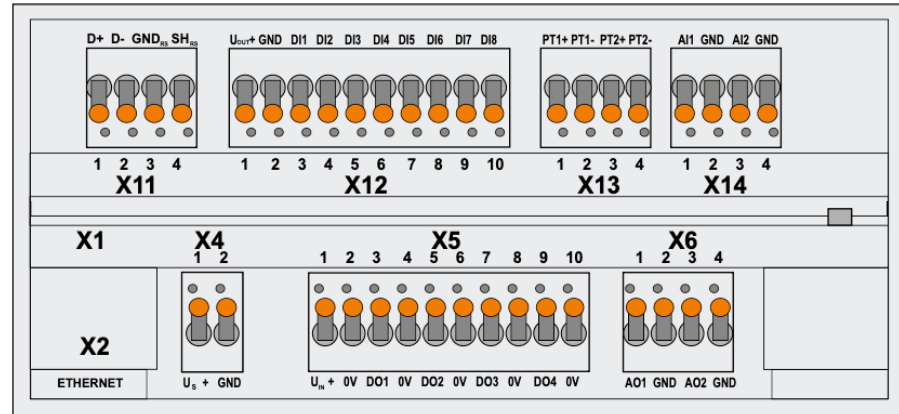 D+ D- GNDRS SHRS UOUT+ GND DI1 DI2 DI3 DI4 DI5 DI6 DI7 DI8 PT1+ PT1- PT2+ PT2- AI1 GND AI2 GND
1 2 3 4 1 2 3 4 5 6 7 8 9 10 1 2 3 4 1 2 3 4
X11 X12 X13 X14
X1 X4 X5 X6
1 2 1 2 3 4 5 6 7 8 9 10 1 2 3 4
X2
ETHERNET US + GND UIN + 0V DO1 0V DO2 0V DO3 0V DO4 0V AO1 GND AO2 GND